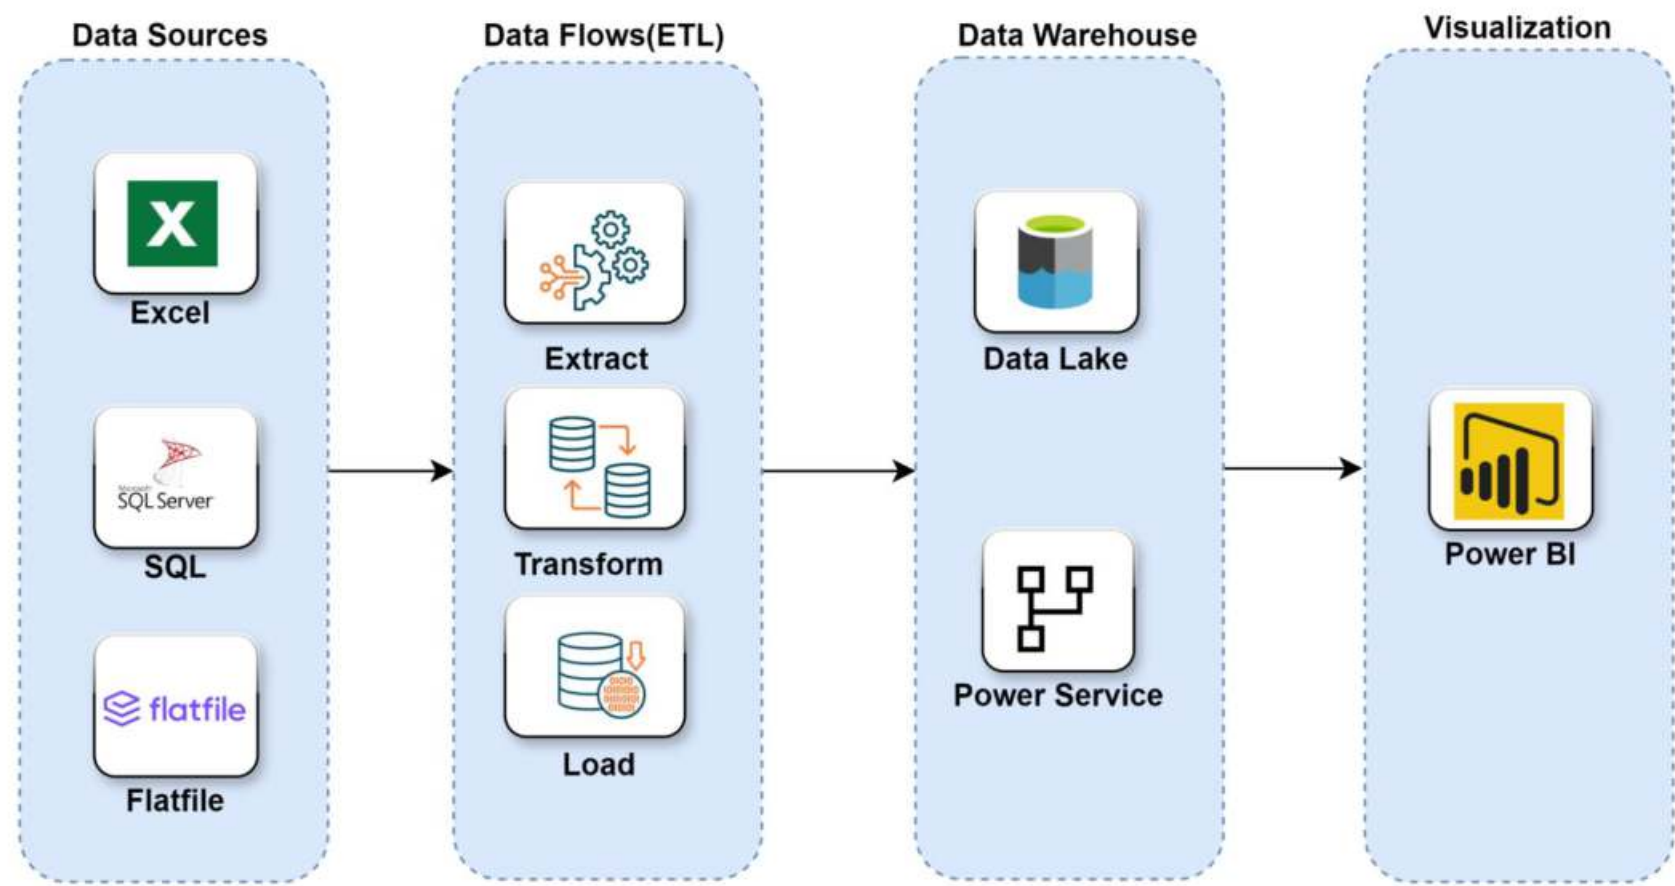 Data Sources
Excel
Microsoft
SQL Server
SQL
flatfile
Flatfile
Data Flows(ETL)
Extract
Transform
Load
Data Warehouse
Data Lake
Power Service
Visualization
Power BI